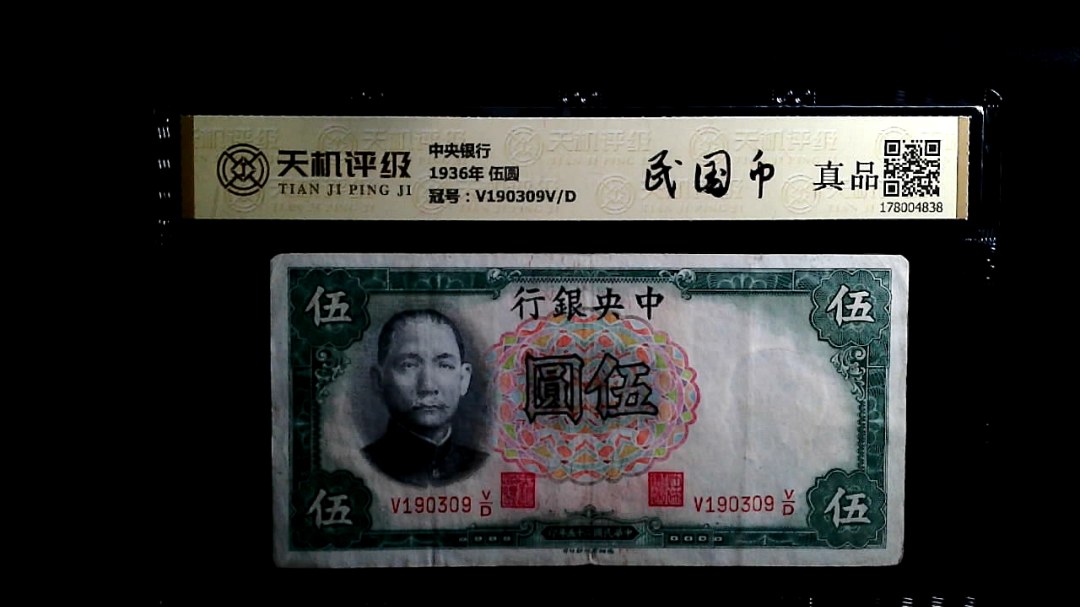 天机评级
TIAN JI PING JI
中央银行
1936年 伍圆
冠号：V190309V/D
民国币
真品
178004838
伍
行銀央中
伍
圓伍
伍
V190309 V/D
V190309 V/D
伍